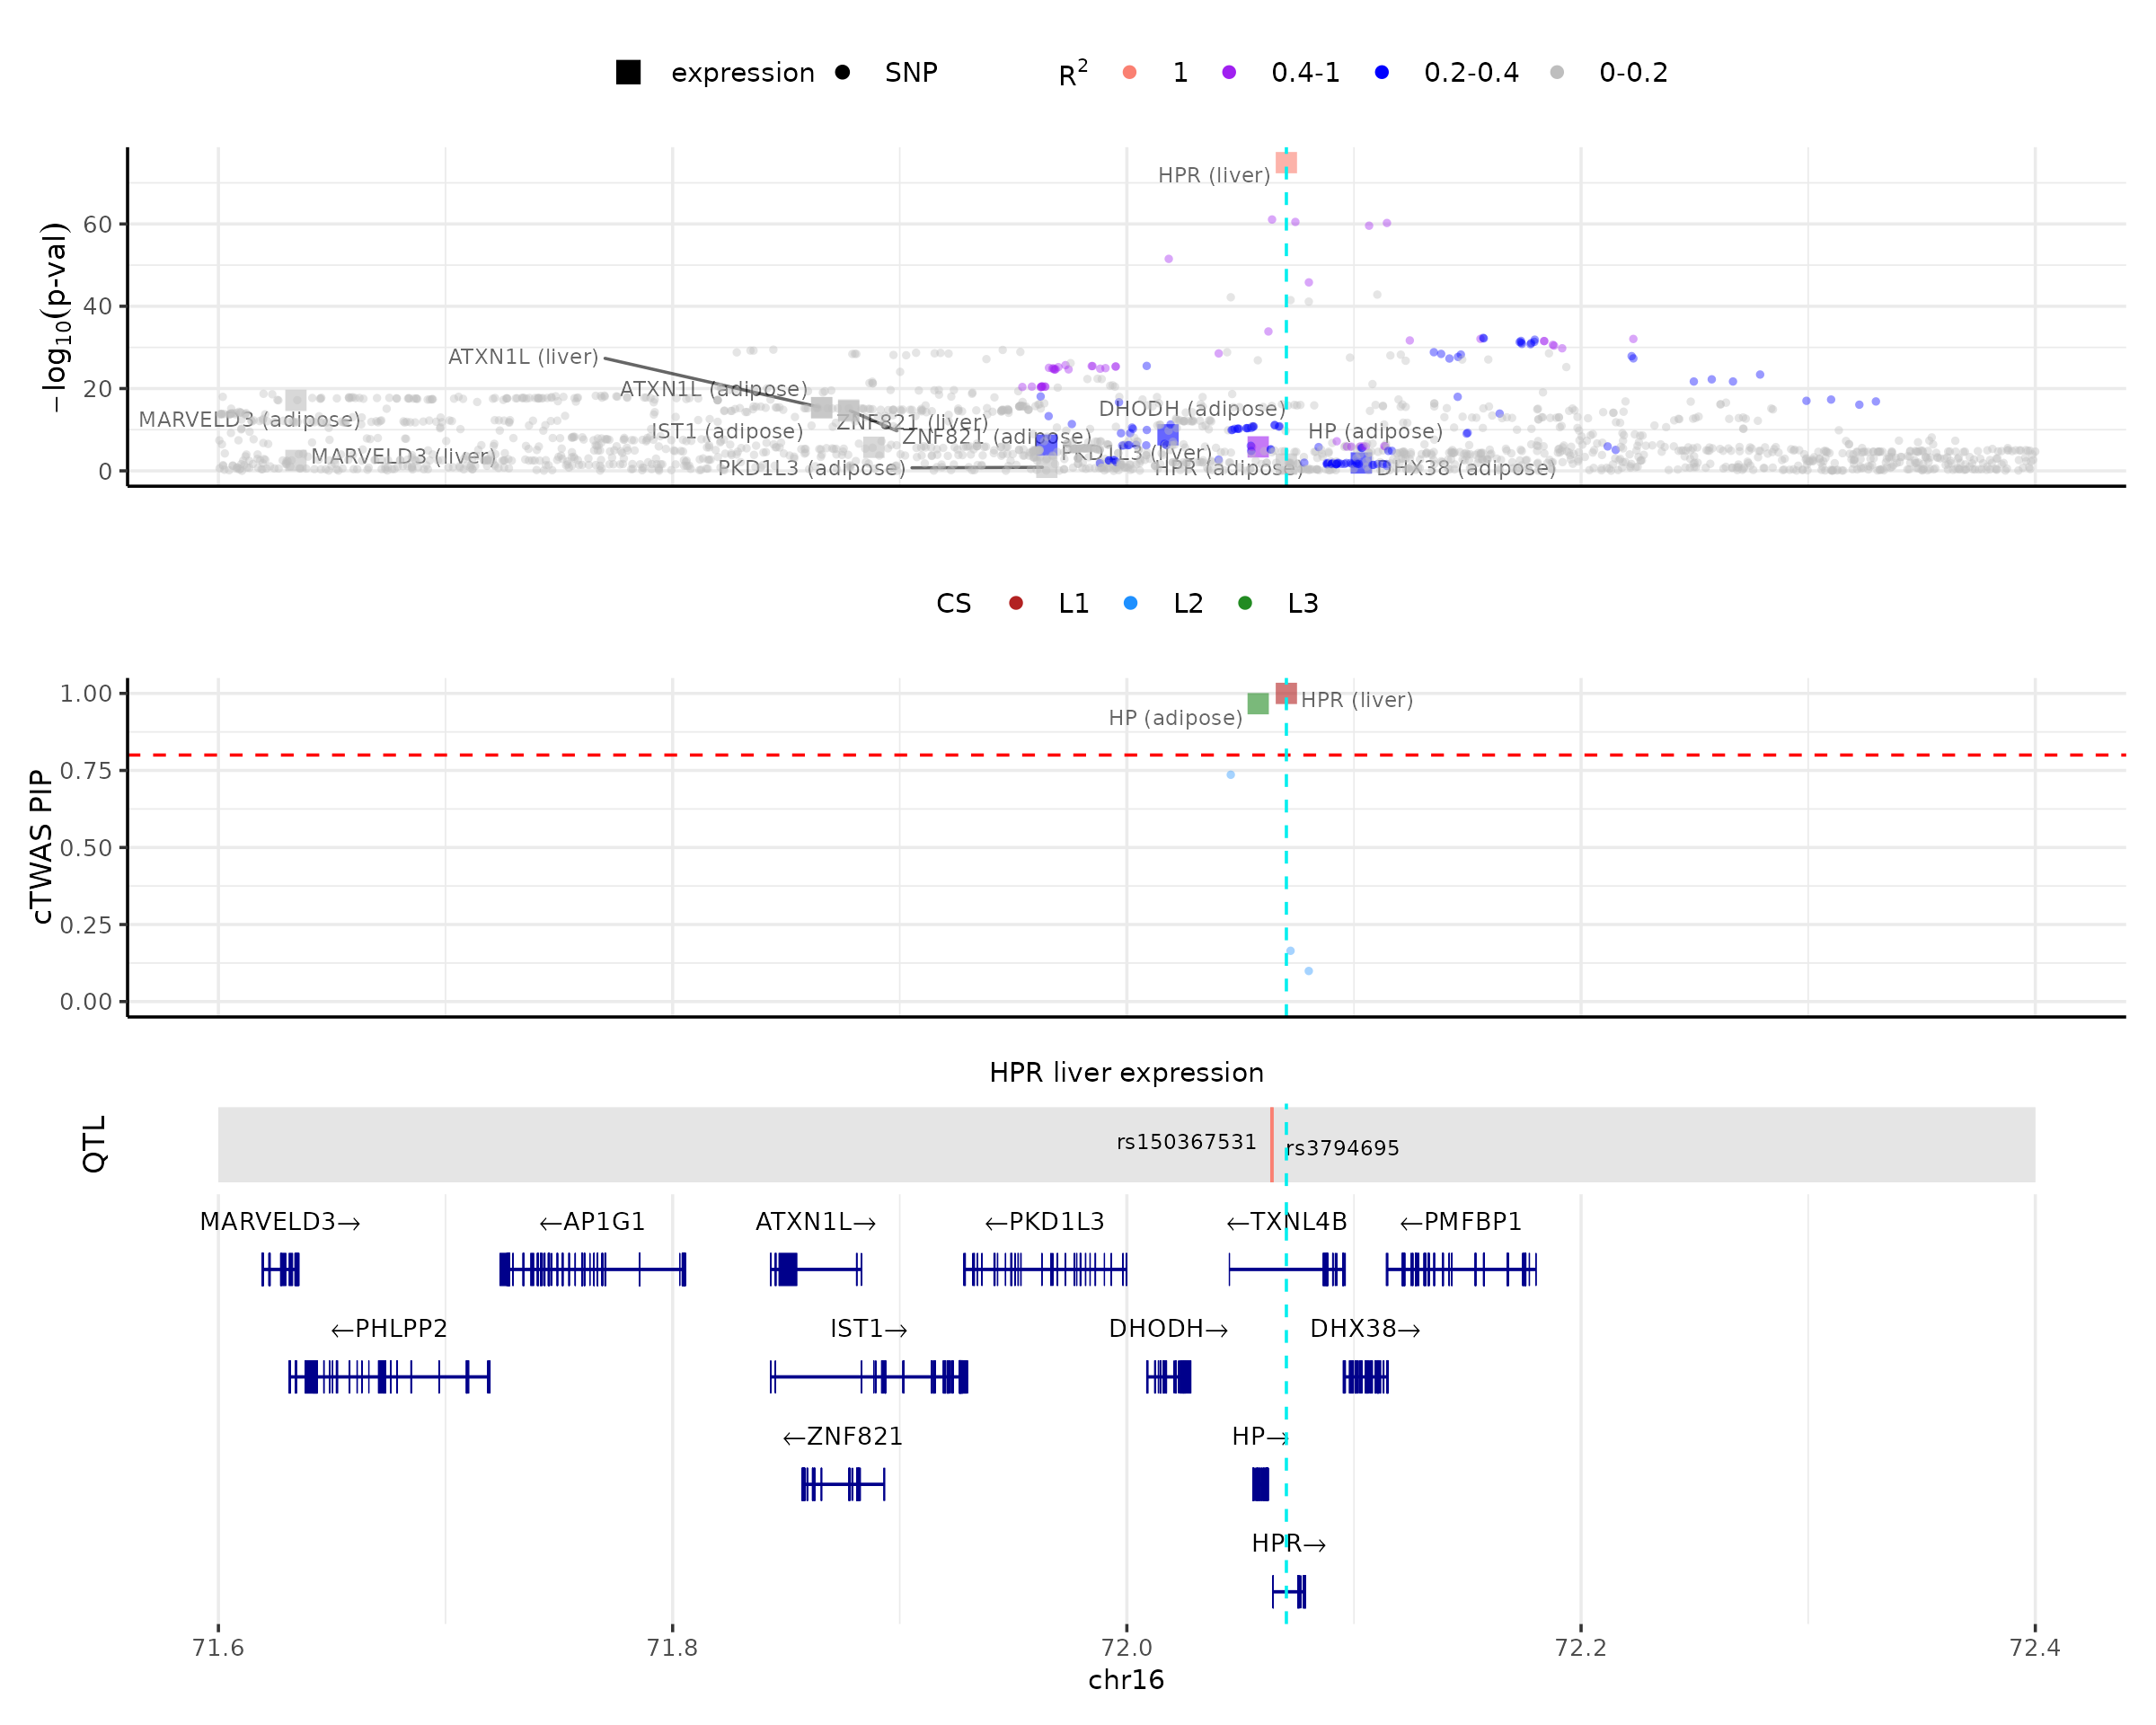 expression SNP R2 1 0.4-1 0.2-0.4 0-0.2
−log10(p-val)
60
40
20
0
HPR (liver)
ATXN1L (liver)
ATXN1L (adipose)
MARVELD3 (adipose)
DHODH (adipose)
ZNF821 (liver)
IST1 (adipose)
ZNF821 (adipose)
HP (adipose)
MARVELD3 (liver)
PKD1L3 (liver)
PKD1L3 (adipose)
HPR (adipose)
DHX38 (adipose)
CS L1 L2 L3
cTWAS PIP
1.00
0.75
0.50
0.25
0.00
HPR (liver)
HP (adipose)
HPR liver expression
QTL
rs150367531
rs3794695
MARVELD3→ ←AP1G1 ATXN1L→ ←PKD1L3 ←TXNL4B ←PMFBP1
←PHLPP2 IST1→ DHODH→ DHX38→
←ZNF821 HP→
HPR→
71.6 71.8 72.0 72.2 72.4
chr16